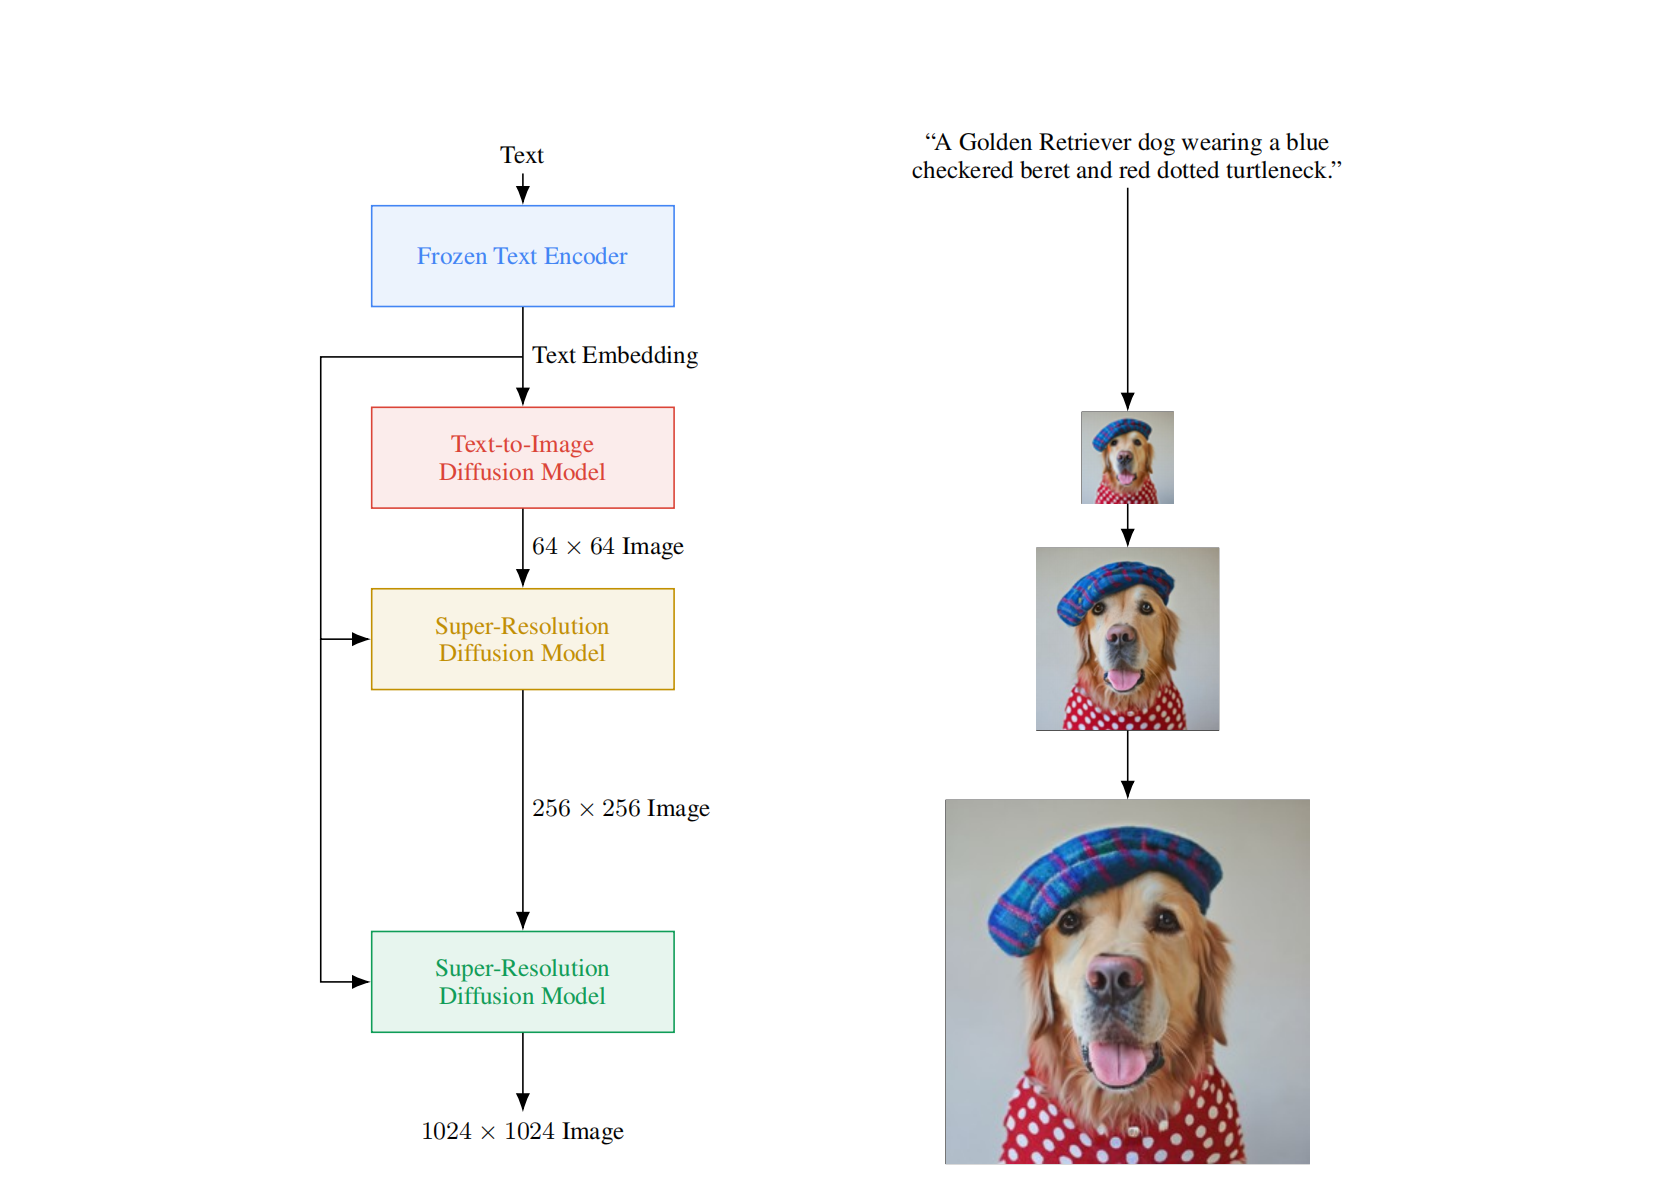 Text
Frozen Text Encoder
Text Embedding
Text-to-Image
Diffusion Model
64 × 64 Image
Super-Resolution
Diffusion Model
256 × 256 Image
Super-Resolution
Diffusion Model
1024 × 1024 Image
“A Golden Retriever dog wearing a blue
checkered beret and red dotted turtleneck.”